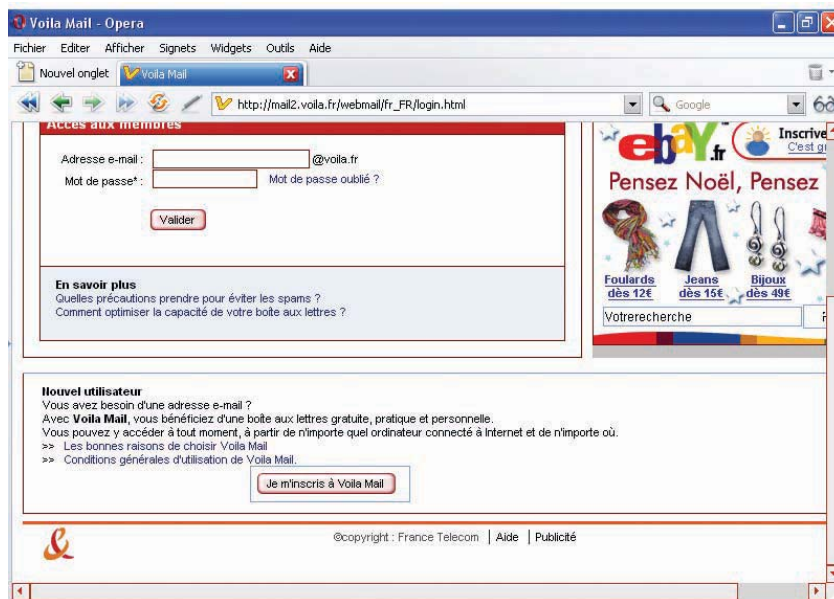 Voila Mail - Opera
Fichier Editer Afficher Signets Widgets Outils Aide
Nouvel onglet Voila Mail
http://mail2.voila.fr/webmail/fr_FR/login.html Google
Accès aux membres
Adresse e-mail : @voila.fr
Mot de passe* : Mot de passe oublié ?
Valider
En savoir plus
Quelles précautions prendre pour éviter les spams ?
Comment optimiser la capacité de votre boîte aux lettres ?
ebay.fr
Inscrive
C'est
Pensez Noël, Pensez
Foulards Jeans Bijoux
dès 12€ dès 15€ dès 49€
Votrerecherche
Nouvel utilisateur
Vous avez besoin d'une adresse e-mail ?
Avec Voila Mail, vous bénéficiez d'une boîte aux lettres gratuite, pratique et personnelle.
Vous pouvez y accéder à tout moment, à partir de n'importe quel ordinateur connecté à Internet et de n'importe où.
>> Les bonnes raisons de choisir Voila Mail
>> Conditions générales d'utilisation de Voila Mail.
Je m'inscris à Voila Mail
&
©copyright : France Telecom | Aide | Publicité